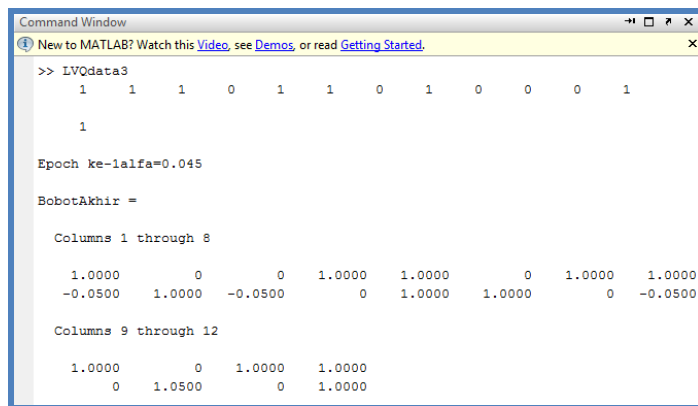 Command Window
New to MATLAB? Watch this Video, see Demos, or read Getting Started.
>> LVQdata3
1 1 1 0 1 1 0 1 0 0 0 1
1
Epoch ke-1alfa=0.045
BobotAkhir =
Columns 1 through 8
1.0000 0 0 1.0000 1.0000 0 1.0000 1.0000
-0.0500 1.0000 -0.0500 0 1.0000 1.0000 0 -0.0500
Columns 9 through 12
1.0000 0 1.0000 1.0000
0 1.0500 0 1.0000